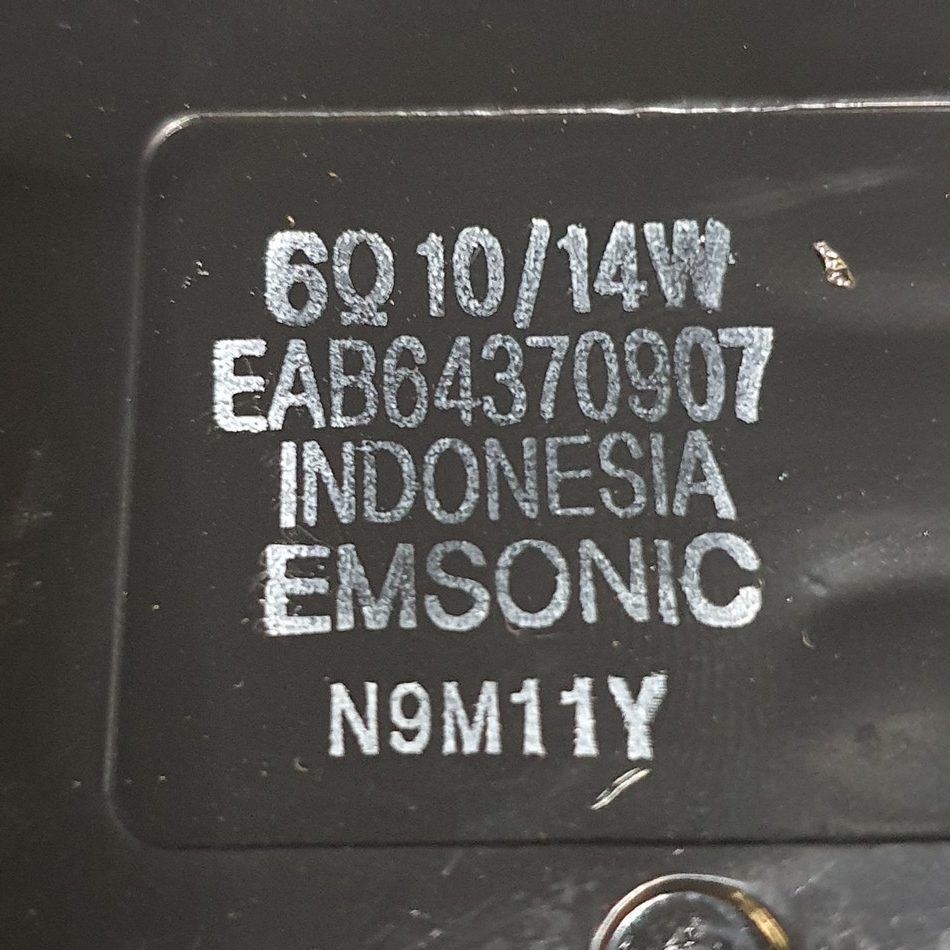 6Ω 10/14W
EAB64370907
INDONESIA
EMSONIC
N9M11Y